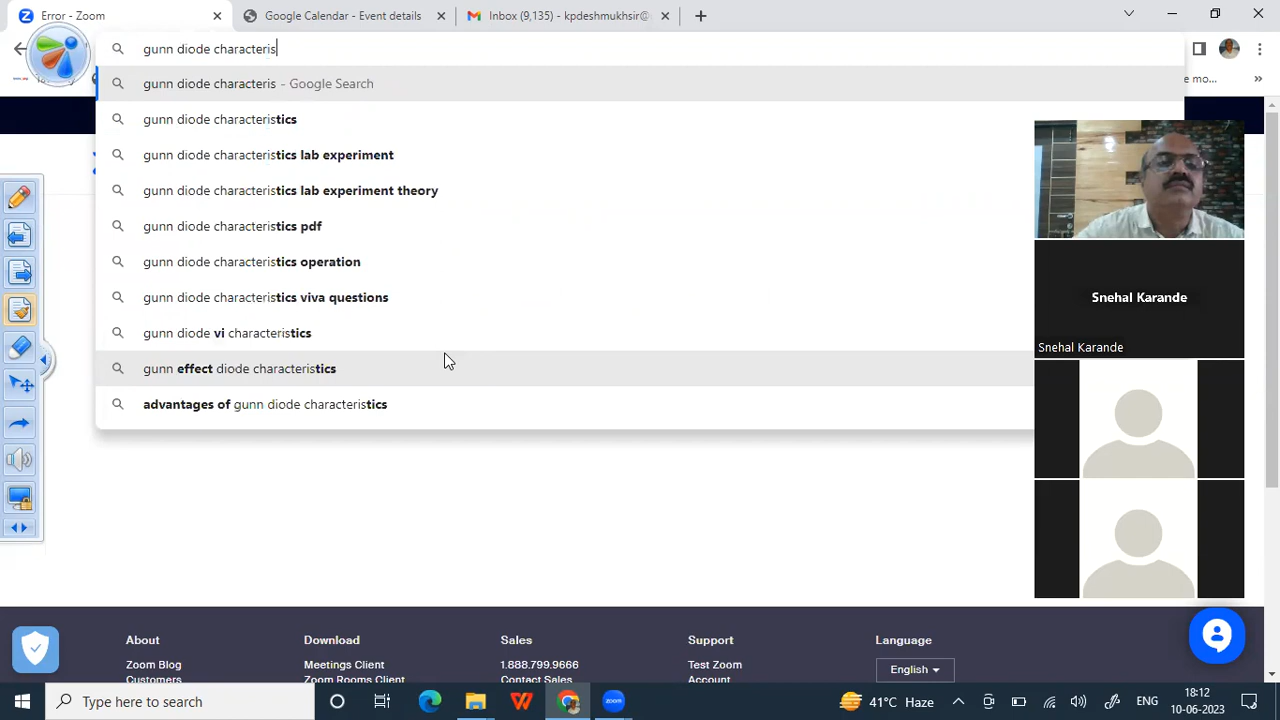 Error - Zoom
Google Calendar - Event details
Inbox (9,135) - kpdeshmukhsir@
gunn diode characteris
gunn diode characteris - Google Search
gunn diode characteristics
gunn diode characteristics lab experiment
gunn diode characteristics lab experiment theory
gunn diode characteristics pdf
gunn diode characteristics operation
gunn diode characteristics viva questions
gunn diode vi characteristics
gunn effect diode characteristics
advantages of gunn diode characteristics
mo...
Snehal Karande
Snehal Karande
About
Download
Sales
Support
Language
Zoom Blog
Meetings Client
1.888.799.9666
Test Zoom
English
Customers
Zoom Rooms Client
Contact Sales
Account
Type here to search
W
zoom
41°C Haze
ENG
18:12
10-06-2023